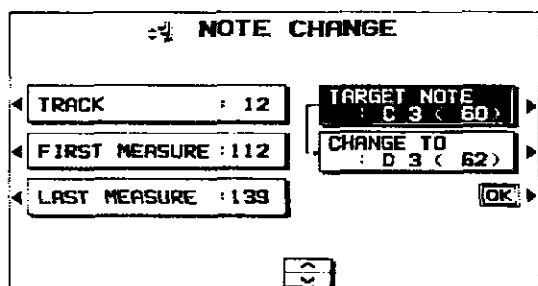 NOTE CHANGE
TRACK : 12
FIRST MEASURE :112
LAST MEASURE :139
TARGET NOTE
: C 3 ( 60)
CHANGE TO
: D 3 ( 62)
OK